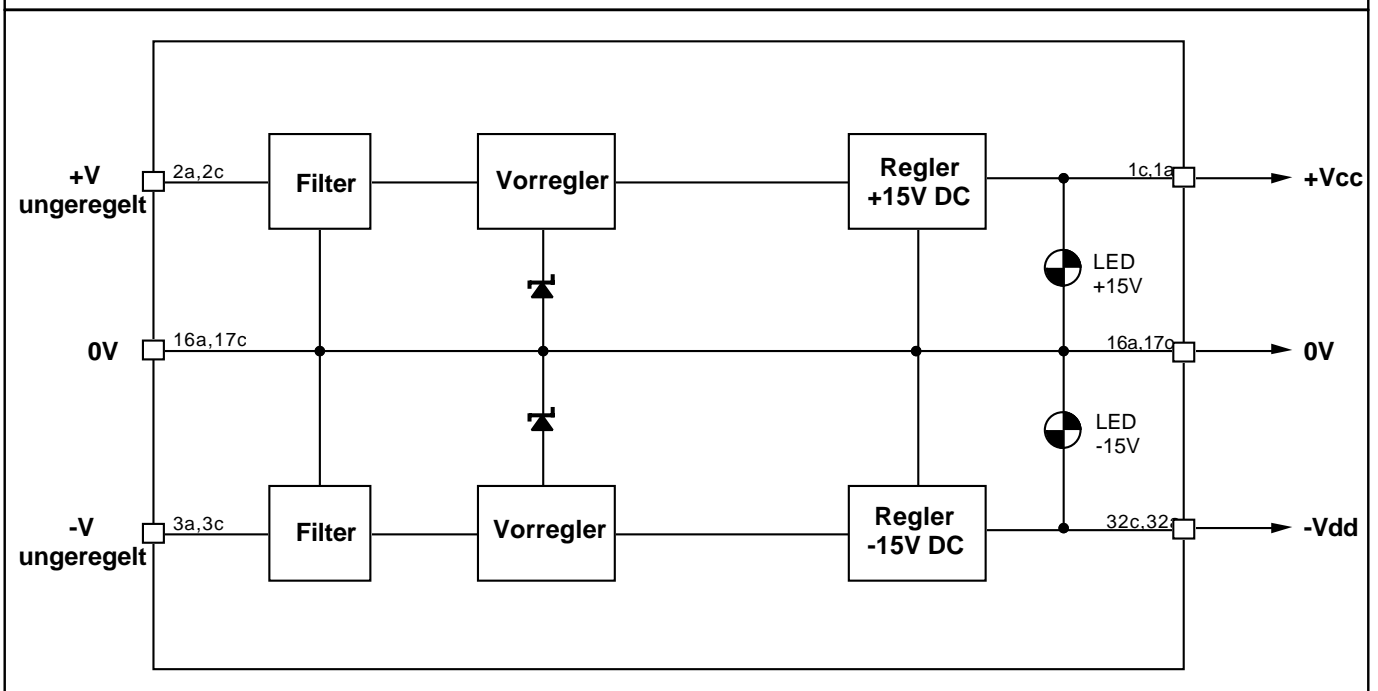 +V
ungeregelt
2a,2c
Filter
Vorregler
Regler
+15V DC
1c,1a
+Vcc
LED
+15V
0V
16a,17c
16a,17c
0V
LED
-15V
-V
ungeregelt
3a,3c
Filter
Vorregler
Regler
-15V DC
32c,32a
-Vdd